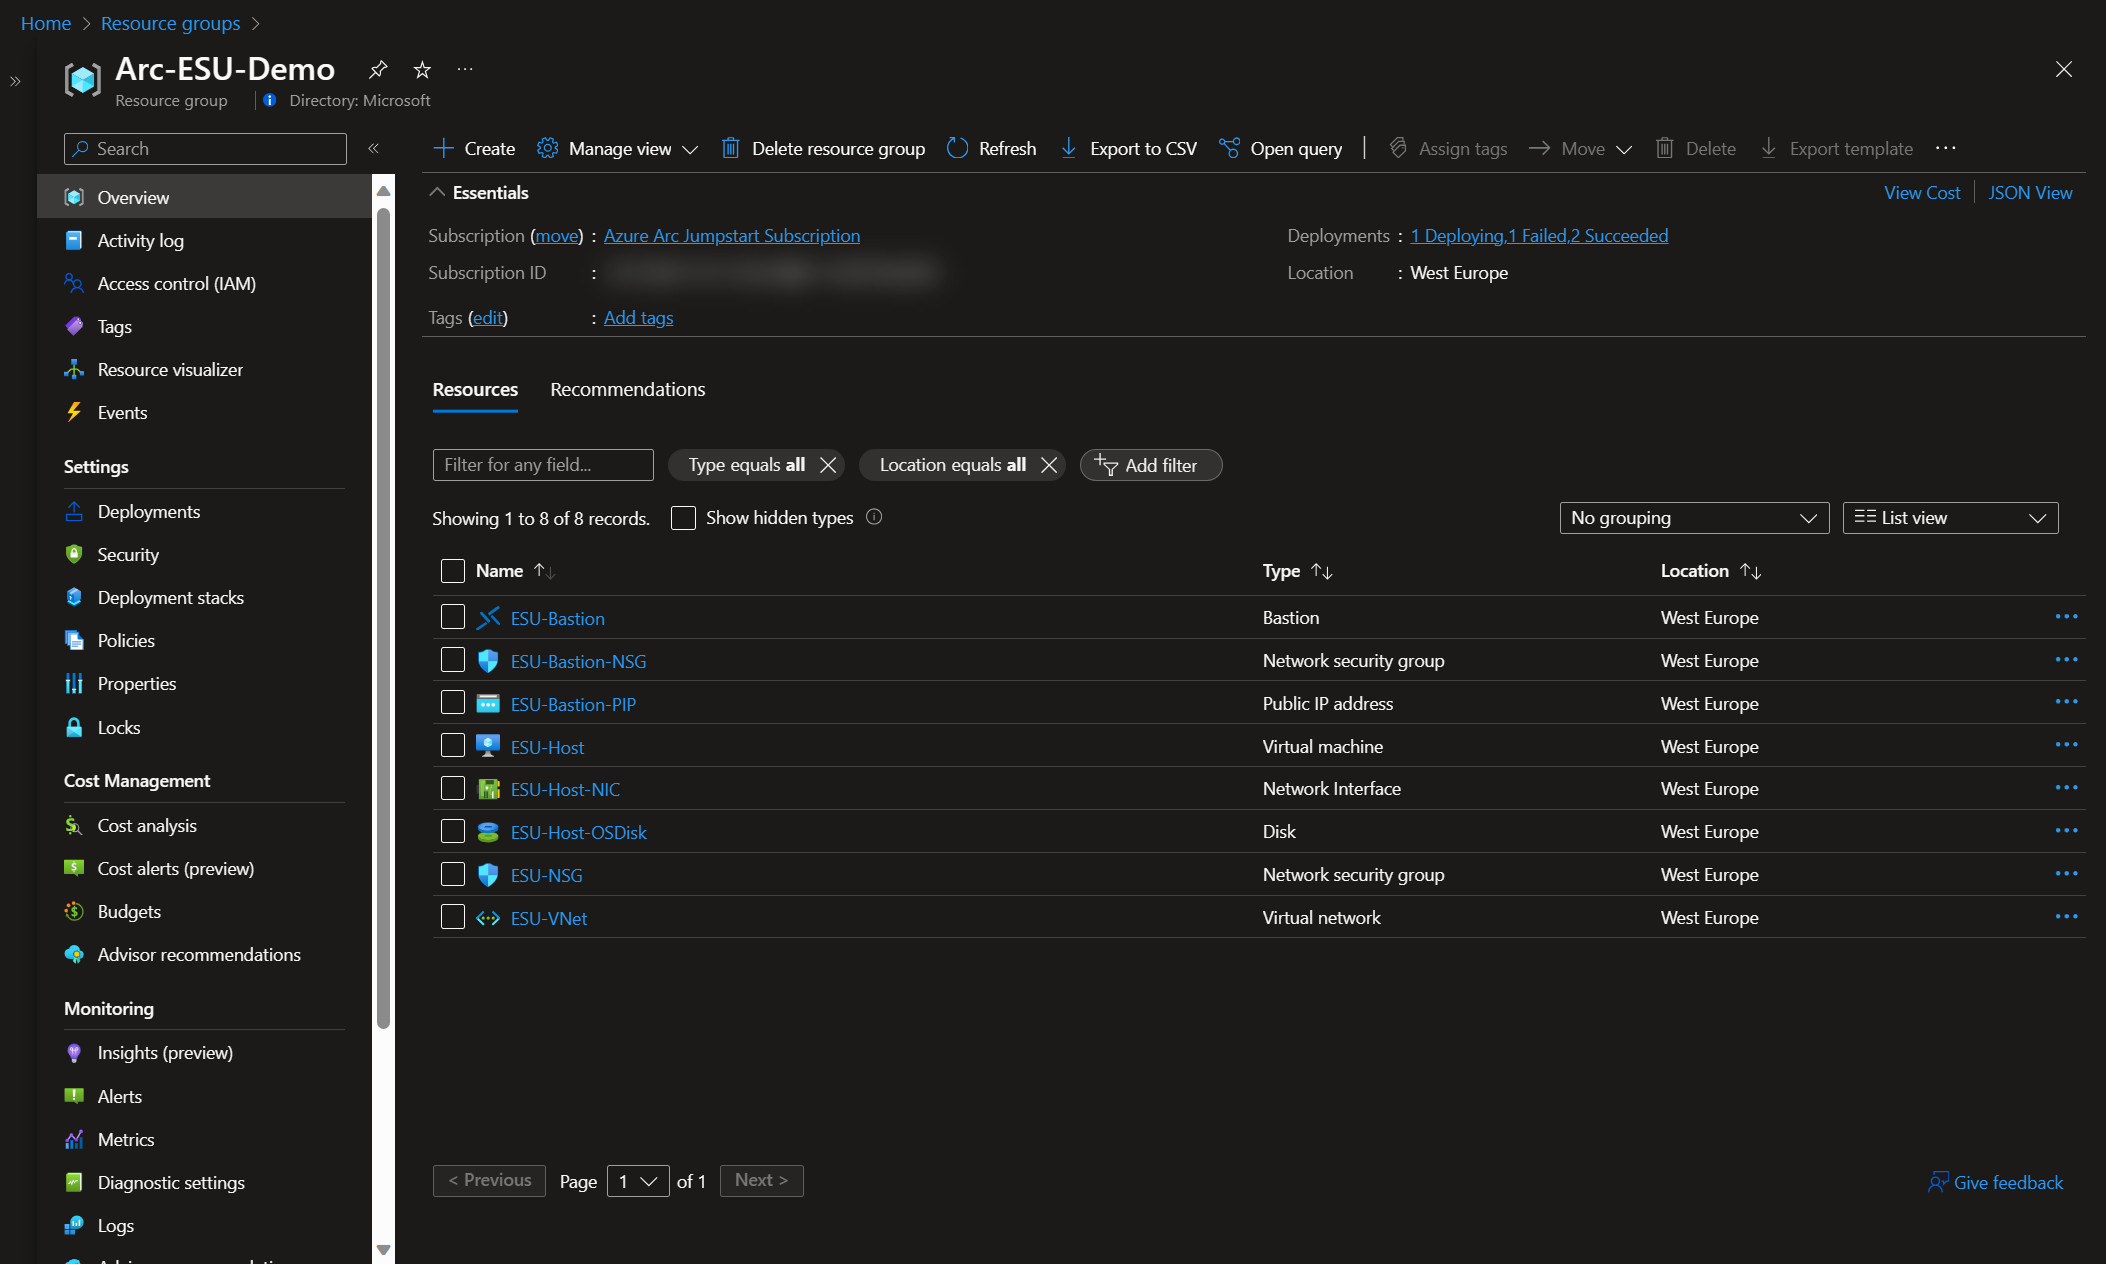 Home > Resource groups >
Arc-ESU-Demo
Resource group | Directory: Microsoft
Search
Create Manage view Delete resource group Refresh Export to CSV Open query | Assign tags Move Delete Export template
Overview
Activity log
Access control (IAM)
Tags
Resource visualizer
Events
Settings
Deployments
Security
Deployment stacks
Policies
Properties
Locks
Cost Management
Cost analysis
Cost alerts (preview)
Budgets
Advisor recommendations
Monitoring
Insights (preview)
Alerts
Metrics
Diagnostic settings
Logs
Essentials
View Cost | JSON View
Subscription (move) : Azure Arc Jumpstart Subscription
Subscription ID :
Tags (edit) : Add tags
Deployments : 1 Deploying,1 Failed,2 Succeeded
Location : West Europe
Resources Recommendations
Filter for any field... Type equals all Location equals all Add filter
Showing 1 to 8 of 8 records. Show hidden types No grouping List view
Name Type Location
ESU-Bastion Bastion West Europe
ESU-Bastion-NSG Network security group West Europe
ESU-Bastion-PIP Public IP address West Europe
ESU-Host Virtual machine West Europe
ESU-Host-NIC Network Interface West Europe
ESU-Host-OSDisk Disk West Europe
ESU-NSG Network security group West Europe
ESU-VNet Virtual network West Europe
< Previous Page 1 of 1 Next >
Give feedback